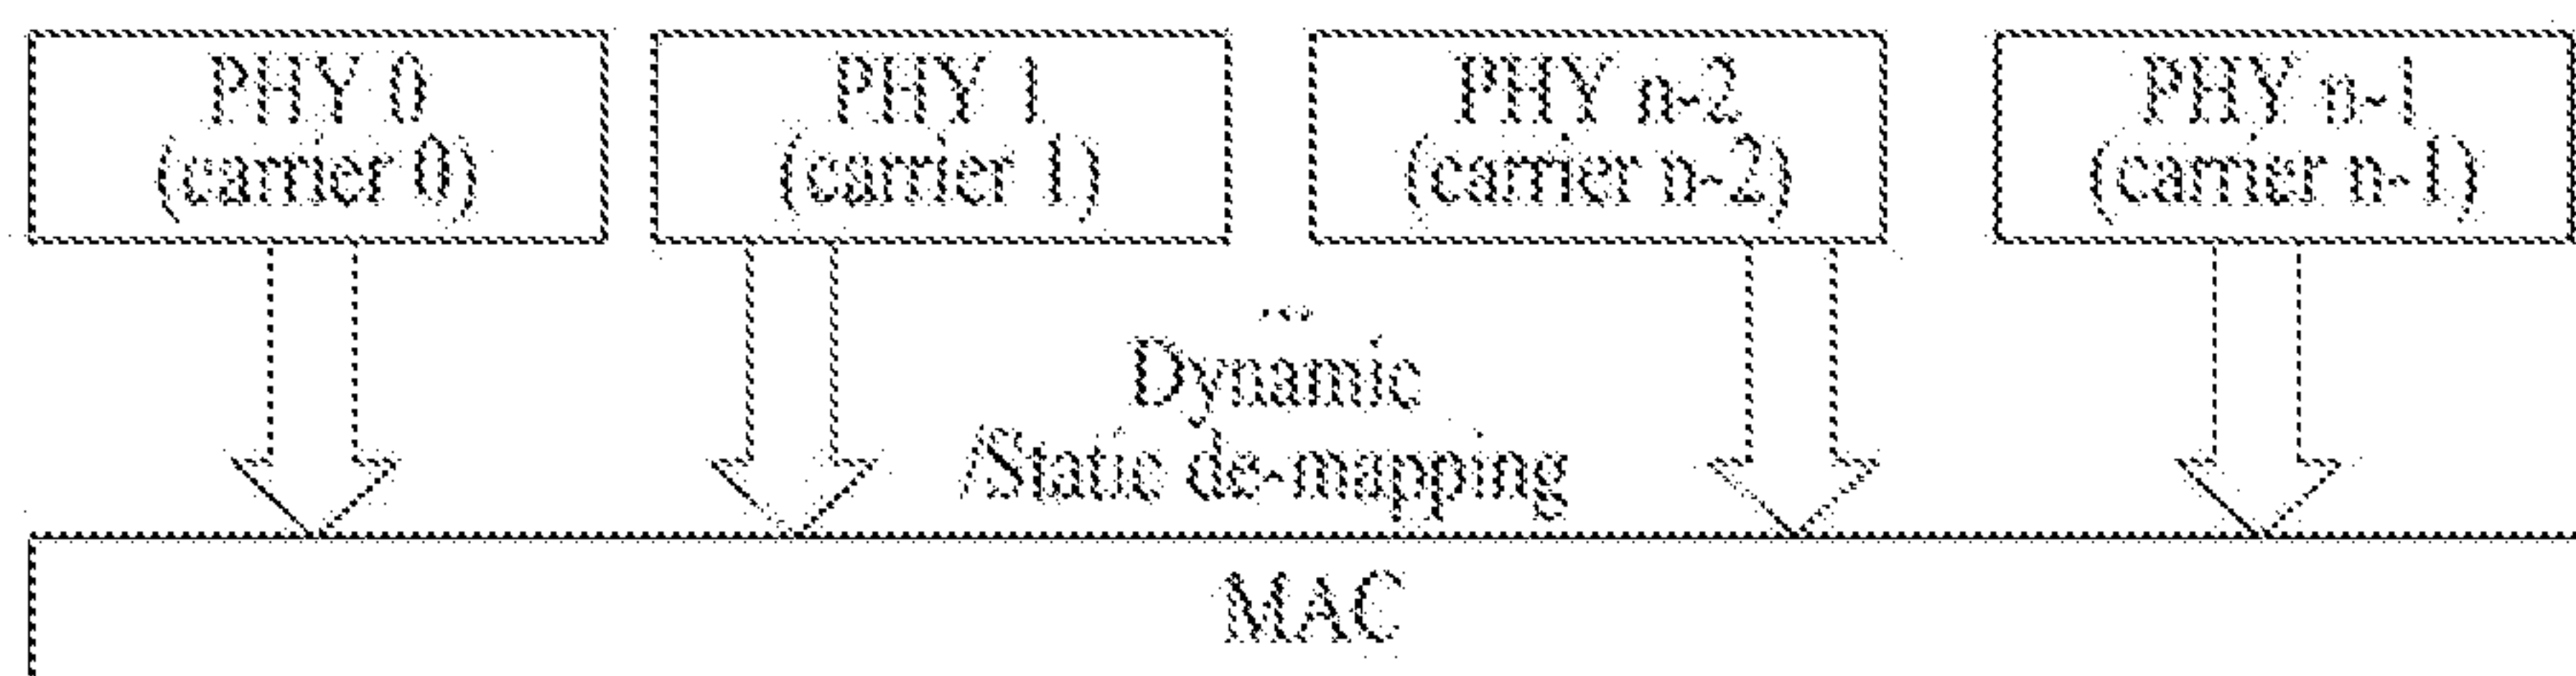 PHY 0
(carrier 0)
PHY 1
(carrier 1)
PHY n-2
(carrier n-2)
PHY n-1
(carrier n-1)
...
Dynamic
/Static de-mapping
MAC